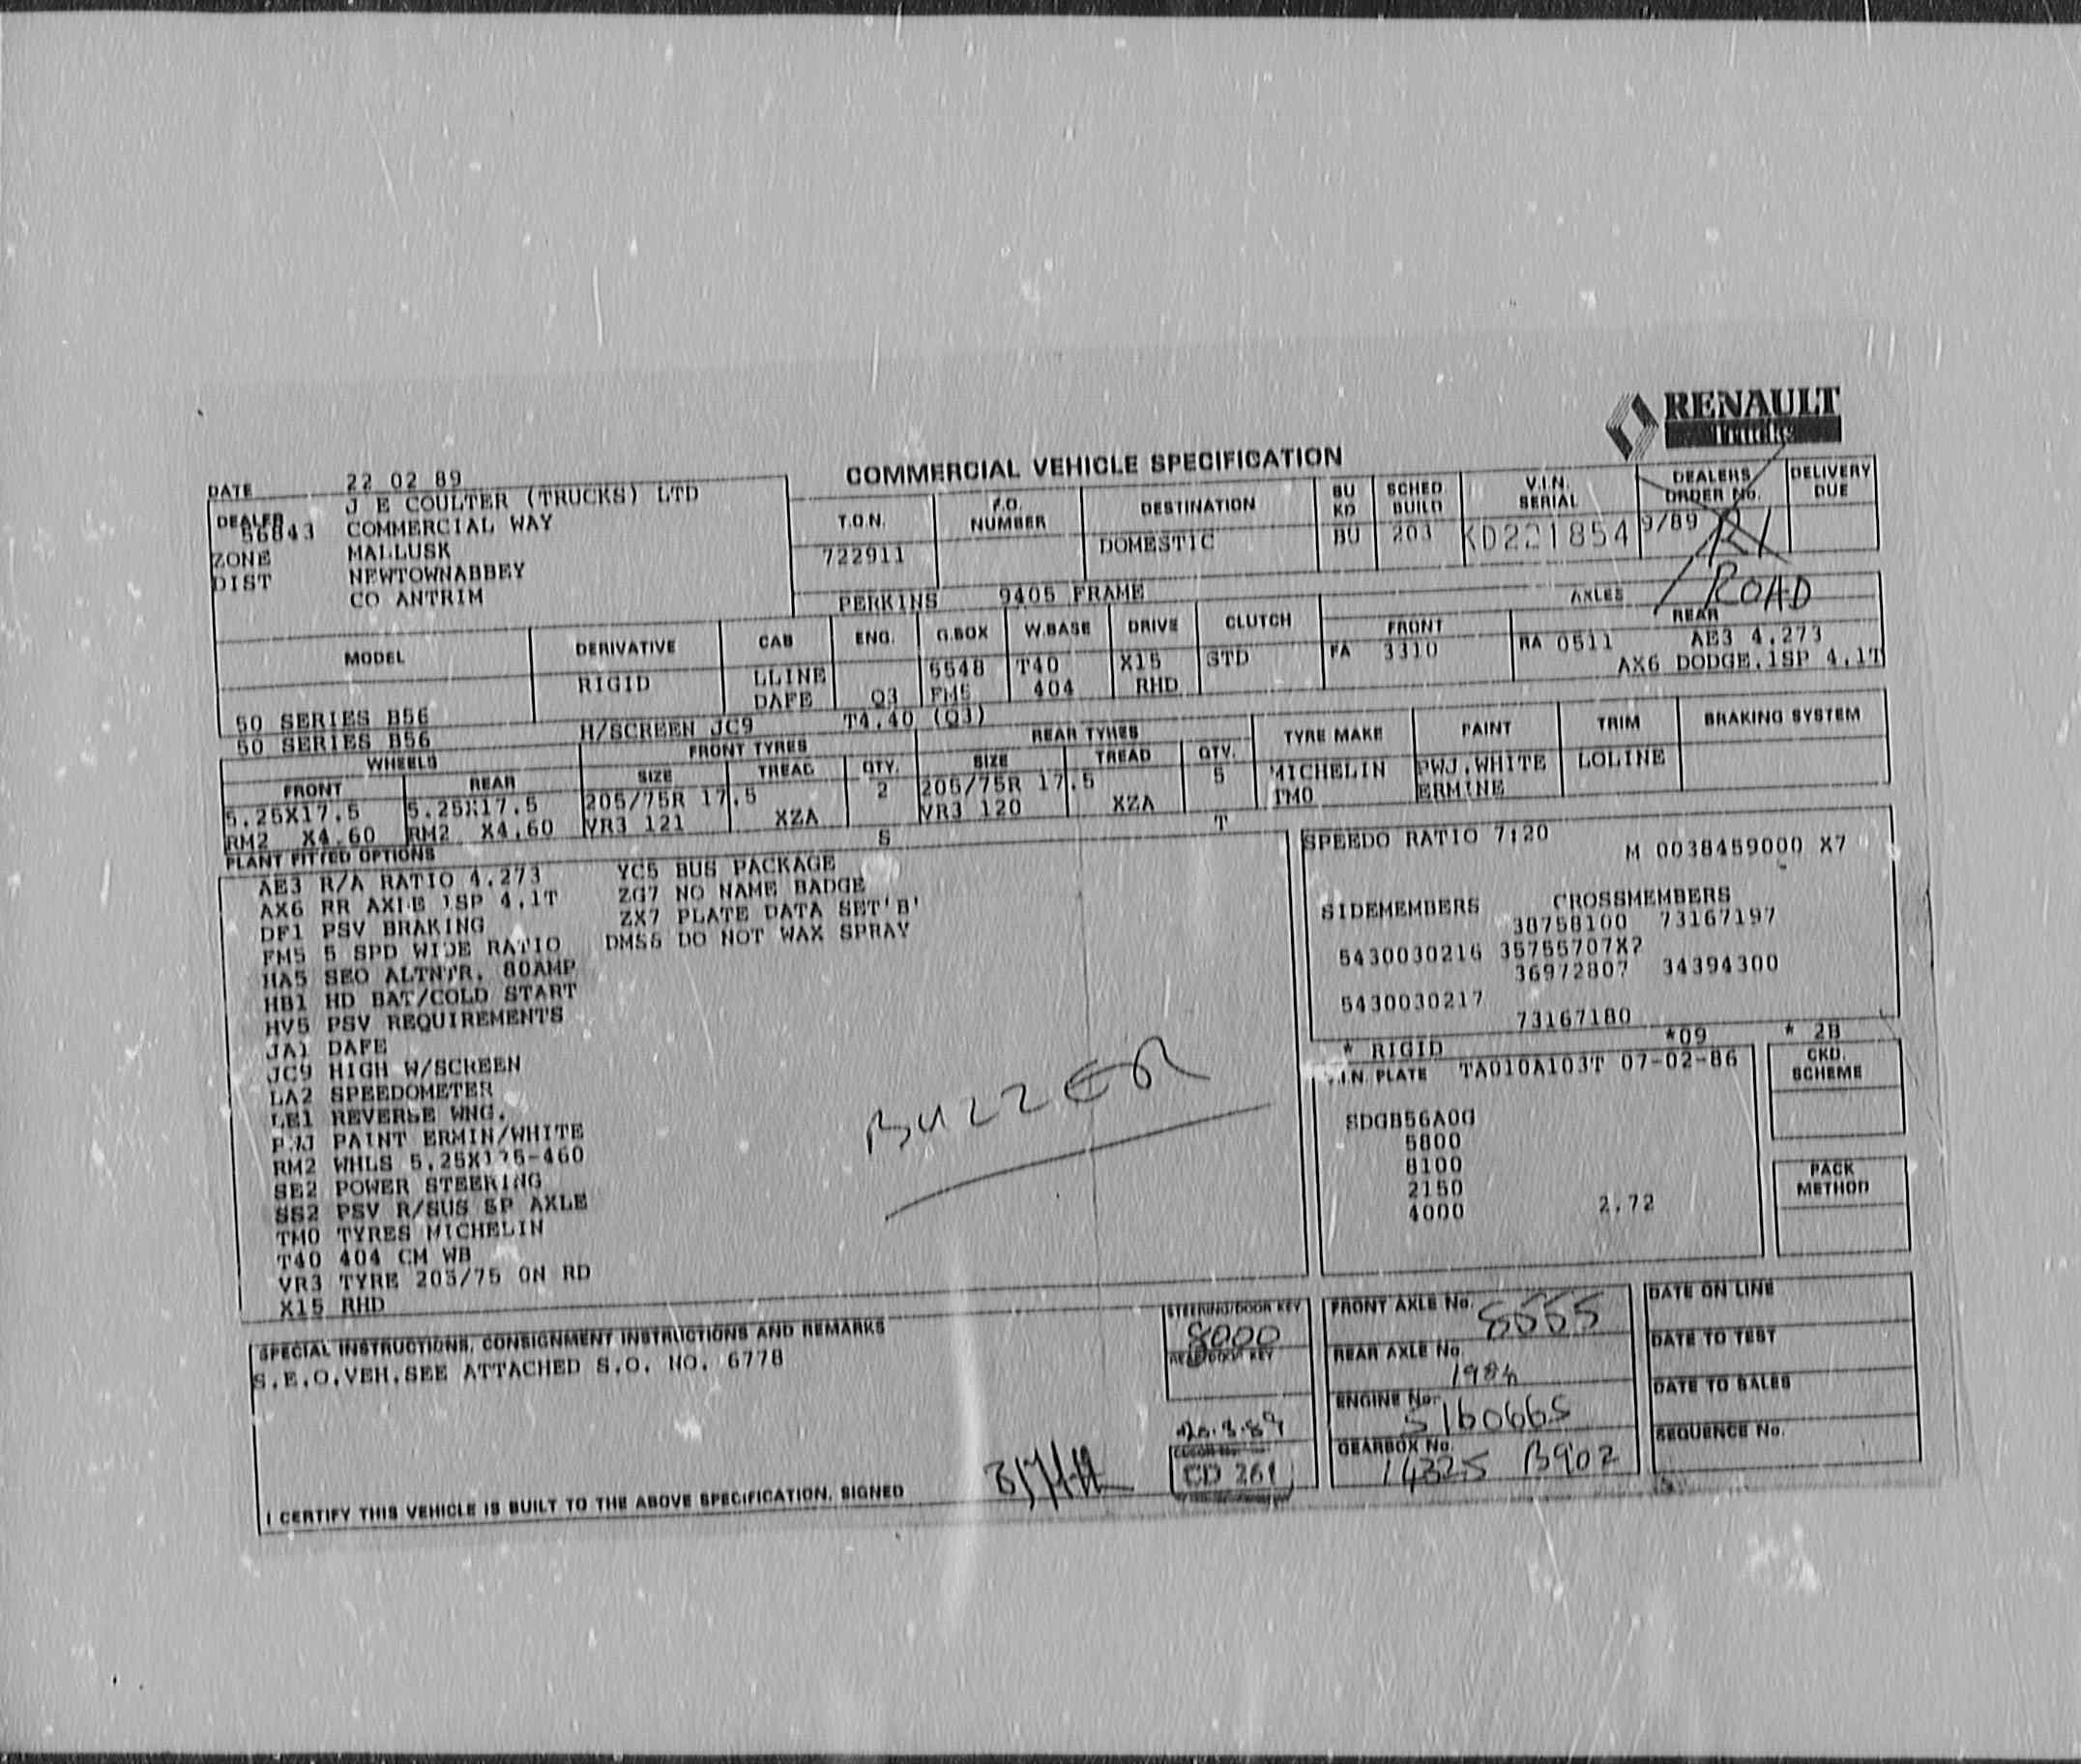 RENAULT
Trucks
COMMERCIAL VEHICLE SPECIFICATION
DATE 22 02 89
DEALER J E COULTER (TRUCKS) LTD
56843 COMMERCIAL WAY
ZONE MALLUSK
DIST NEWTOWNABBEY
CO ANTRIM
T.O.N. F.O. NUMBER DESTINATION BU KD SCHED BUILD V.I.N. SERIAL DEALERS ORDER No. DELIVERY DUE
722911 DOMESTIC BU 203 KD221854 9/89 RI
ROAD
PERKINS 9405 FRAME AXLES
MODEL DERIVATIVE CAB ENG. G.BOX W.BASE DRIVE CLUTCH FRONT REAR
RIGID LLINE 5548 T40 X15 STD FA 3310 RA 0511 AE3 4.273
50 SERIES B56 DAFE Q3 FM5 404 RHD AX6 DODGE.1SP 4.1T
50 SERIES B56 H/SCREEN JC9 T4.40 (Q3)
WHEELS FRONT TYRES REAR TYRES TYRE MAKE PAINT TRIM BRAKING SYSTEM
FRONT REAR SIZE TREAD QTY. SIZE TREAD QTY.
5.25X17.5 5.25X17.5 205/75R 17.5 2 205/75R 17.5 5 MICHELIN PWJ.WHITE LOLINE
RM2 X4.60 RM2 X4.60 VR3 121 XZA VR3 120 XZA TMO ERMINE
S T
PLANT FITTED OPTIONS
AE3 R/A RATIO 4.273 YC5 BUS PACKAGE
AX6 RR AXLE 1SP 4.1T ZG7 NO NAME BADGE
DF1 PSV BRAKING ZX7 PLATE DATA SET'B'
FM5 5 SPD WIDE RATIO DMS6 DO NOT WAX SPRAY
HA5 SEO ALTNTR. 80AMP
HB1 HD BAT/COLD START
HV5 PSV REQUIREMENTS
JA1 DAFE
JC9 HIGH W/SCREEN
LA2 SPEEDOMETER
LE1 REVERSE WNG.
PWJ PAINT ERMIN/WHITE
RM2 WHLS 5.25X175-460
SE2 POWER STEERING
SS2 PSV R/SUS SP AXLE
TMO TYRES MICHELIN
T40 404 CM WB
VR3 TYRE 205/75 ON RD
X15 RHD
BUZZER
SPEEDO RATIO 7:20
M 0038459000 X7
SIDEMEMBERS CROSSMEMBERS
38758100 73167197
5430030216 35755707X2
36972807 34394300
5430030217
73167180
* RIGID *09 * 2B
V.I.N. PLATE TA010A103T 07-02-86
SDGB56A0G
5800
8100
2150
4000 2.72
CKD. SCHEME
PACK METHOD
SPECIAL INSTRUCTIONS, CONSIGNMENT INSTRUCTIONS AND REMARKS
S.E.O.VEH.SEE ATTACHED S.O. NO. 6778
STEERING/DOOR KEY
8000
REAR DOOR KEY
CD 261
FRONT AXLE No. 8555
REAR AXLE No. 1984
ENGINE No. 5160665
GEARBOX No. 14325 B902
DATE ON LINE
DATE TO TEST
DATE TO SALES
SEQUENCE No.
I CERTIFY THIS VEHICLE IS BUILT TO THE ABOVE SPECIFICATION. SIGNED